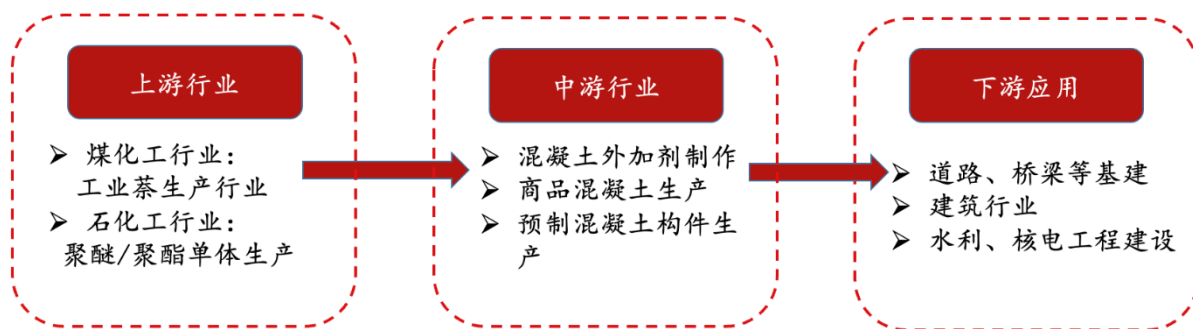 上游行业
➢ 煤化工行业:
工业萘生产行业
➢ 石化工行业:
聚醚/聚酯单体生产
中游行业
➢ 混凝土外加剂制作
➢ 商品混凝土生产
➢ 预制混凝土构件生
产
下游应用
➢ 道路、桥梁等基建
➢ 建筑行业
➢ 水利、核电工程建设